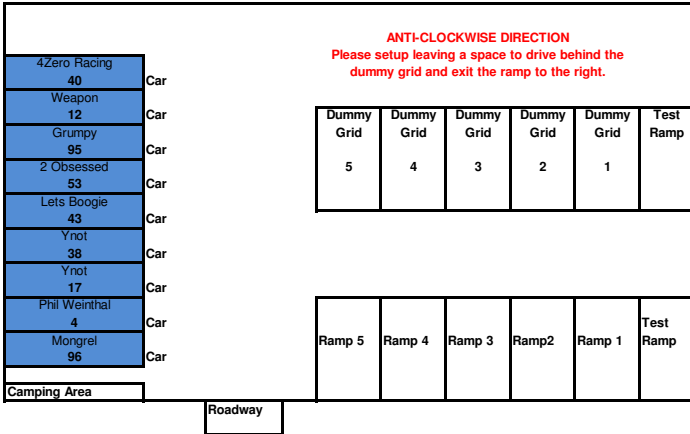 ANTI-CLOCKWISE DIRECTION
Please setup leaving a space to drive behind the
dummy grid and exit the ramp to the right.
4Zero Racing
40 Car
Weapon
12 Car
Grumpy
95 Car
2 Obsessed
53 Car
Lets Boogie
43 Car
Ynot
38 Car
Ynot
17 Car
Phil Weinthal
4 Car
Mongrel
96 Car
Camping Area
Dummy Dummy Dummy Dummy Dummy Test
Grid Grid Grid Grid Grid Ramp
5 4 3 2 1
Test
Ramp 5 Ramp 4 Ramp 3 Ramp2 Ramp 1 Ramp
Roadway